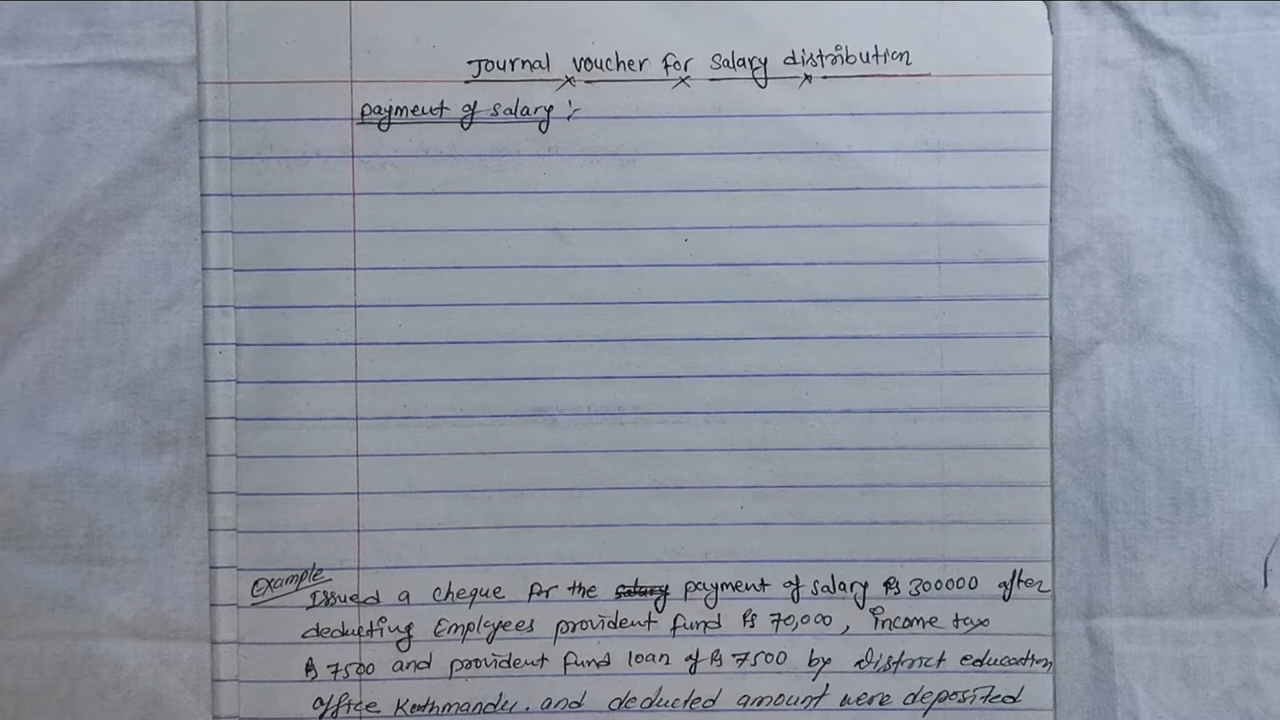 Journal voucher for salary distribution
payment of salary :-
Example
Issued a cheque for the salary payment of salary Rs 300000 after
deducting Employees provident fund Rs 70,000, income tax
Rs 7500 and provident fund loan of Rs 7500 by district education
office Kathmandu. and deducted amount were deposited